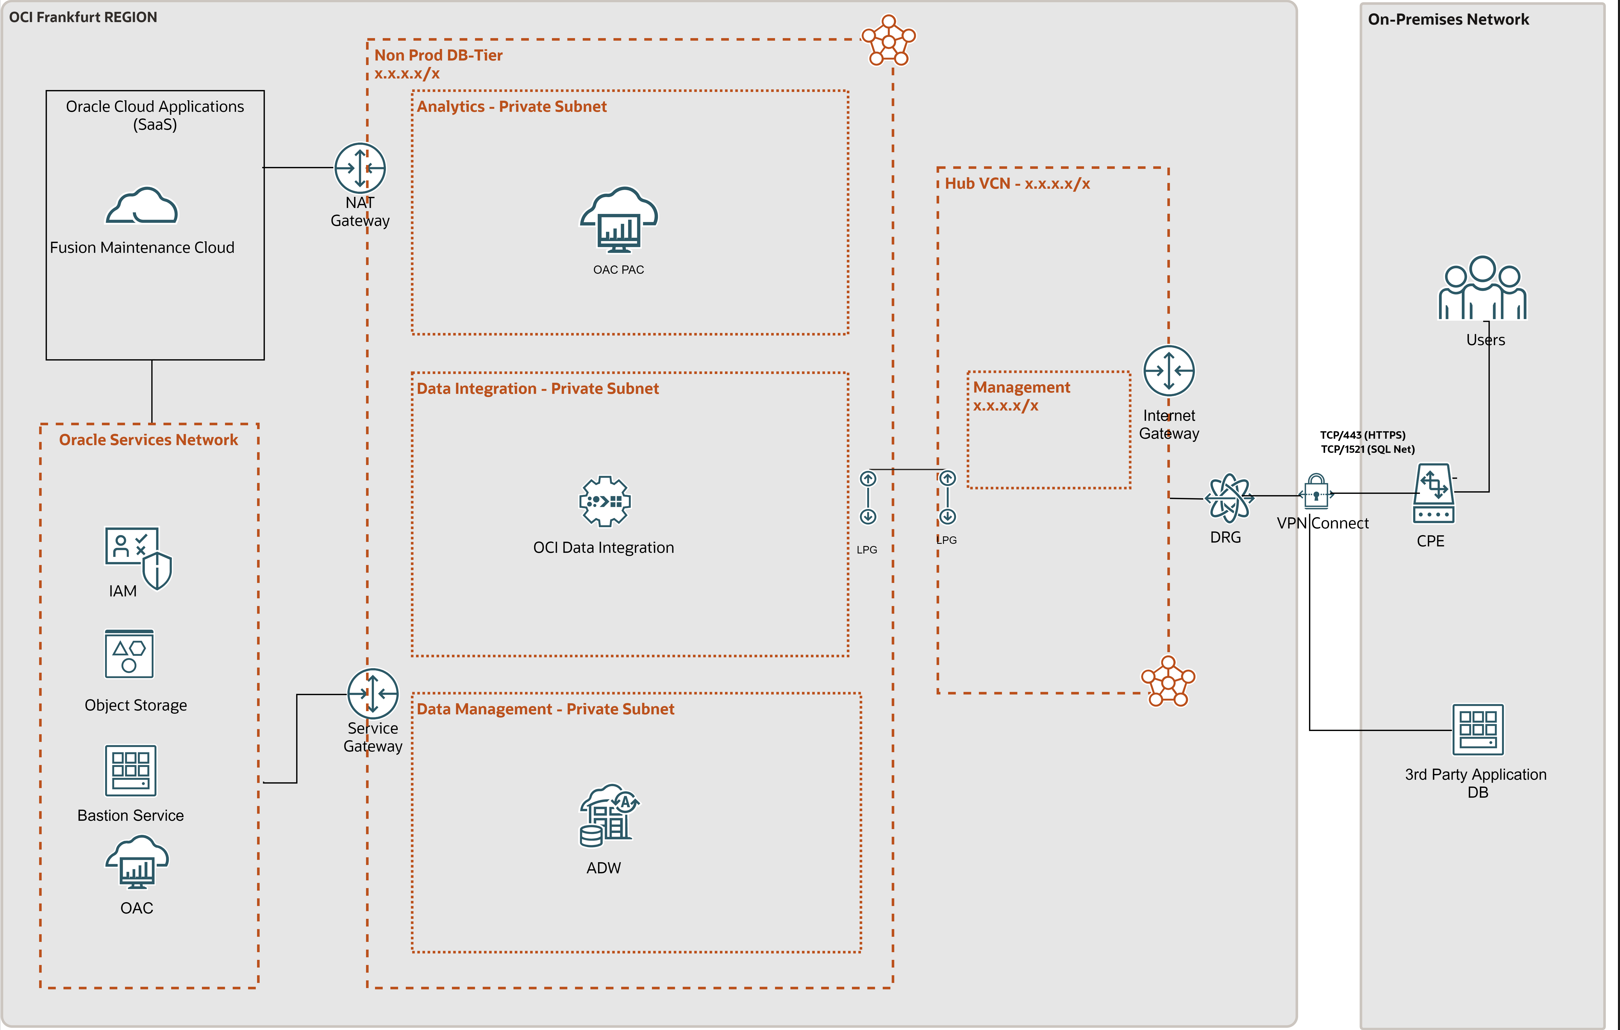 OCI Frankfurt REGION
On-Premises Network
Non Prod DB-Tier
x.x.x.x/x
Oracle Cloud Applications
(SaaS)
Fusion Maintenance Cloud
NAT
Gateway
Analytics - Private Subnet
OAC PAC
Hub VCN - x.x.x.x/x
Users
Data Integration - Private Subnet
OCI Data Integration
LPG
LPG
Management
x.x.x.x/x
Internet
Gateway
TCP/443 (HTTPS)
TCP/1521 (SQL Net)
DRG
VPN Connect
CPE
Oracle Services Network
IAM
Object Storage
Bastion Service
OAC
Service
Gateway
Data Management - Private Subnet
A
ADW
3rd Party Application
DB